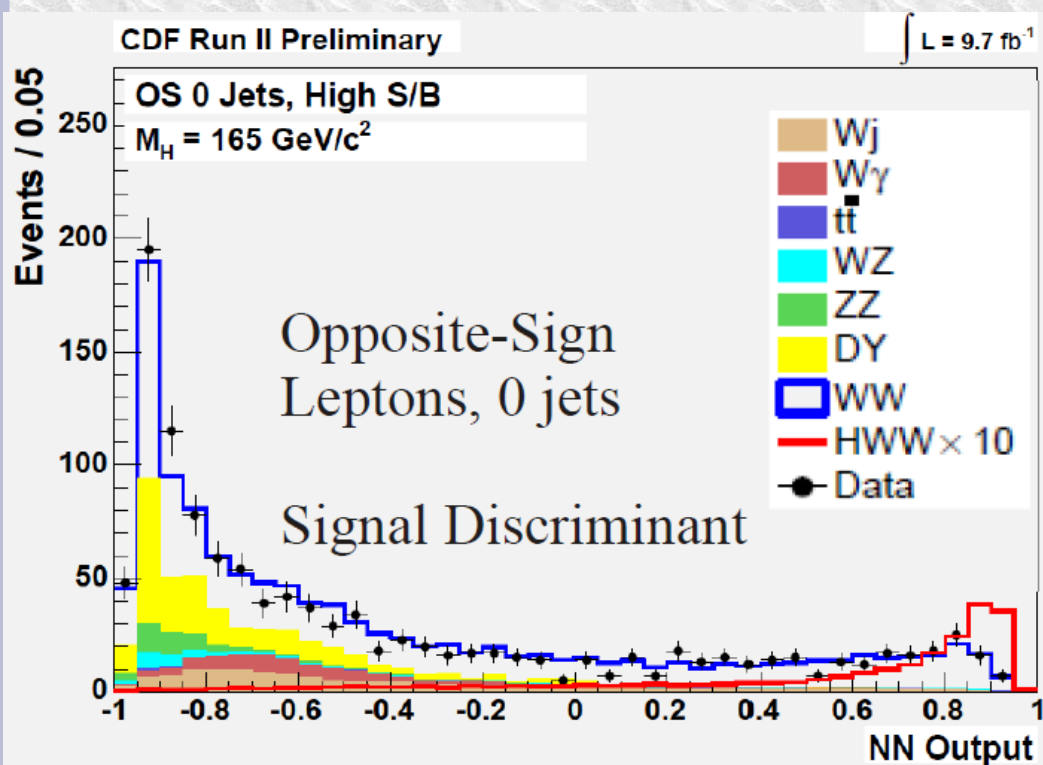 CDF Run II Preliminary
∫ L = 9.7 fb⁻¹
OS 0 Jets, High S/B
M_H = 165 GeV/c²
Events / 0.05
250
200
150
100
50
0
Opposite-Sign
Leptons, 0 jets
Signal Discriminant
Wj
Wγ
tt
WZ
ZZ
DY
WW
HWW × 10
Data
-1 -0.8 -0.6 -0.4 -0.2 0 0.2 0.4 0.6 0.8 1
NN Output